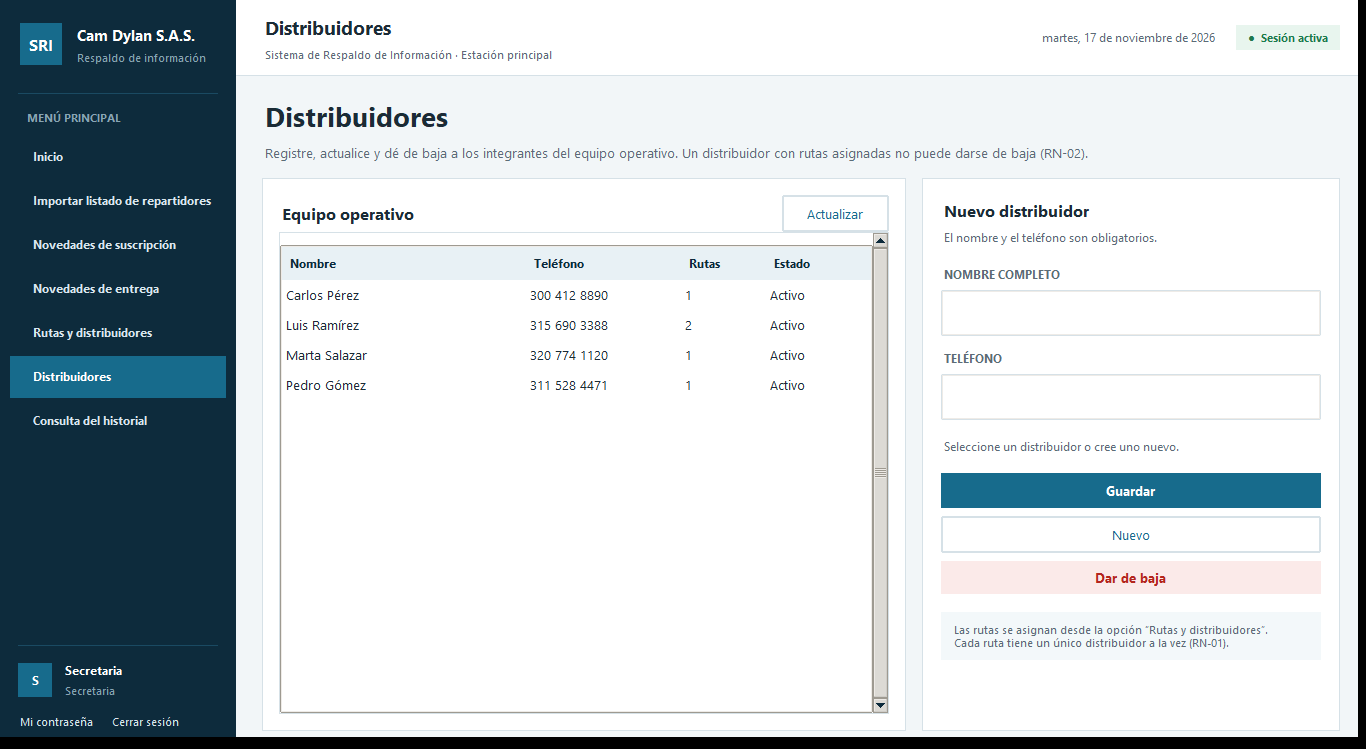 SRI
Cam Dylan S.A.S.
Respaldo de información
MENÚ PRINCIPAL
Inicio
Importar listado de repartidores
Novedades de suscripción
Novedades de entrega
Rutas y distribuidores
Distribuidores
Consulta del historial
S
Secretaria
Secretaria
Mi contraseña Cerrar sesión
Distribuidores
Sistema de Respaldo de Información · Estación principal
martes, 17 de noviembre de 2026
● Sesión activa
Distribuidores
Registre, actualice y dé de baja a los integrantes del equipo operativo. Un distribuidor con rutas asignadas no puede darse de baja (RN-02).
Equipo operativo
Actualizar
Nombre Teléfono Rutas Estado
Carlos Pérez 300 412 8890 1 Activo
Luis Ramírez 315 690 3388 2 Activo
Marta Salazar 320 774 1120 1 Activo
Pedro Gómez 311 528 4471 1 Activo
Nuevo distribuidor
El nombre y el teléfono son obligatorios.
NOMBRE COMPLETO
TELÉFONO
Seleccione un distribuidor o cree uno nuevo.
Guardar
Nuevo
Dar de baja
Las rutas se asignan desde la opción "Rutas y distribuidores".
Cada ruta tiene un único distribuidor a la vez (RN-01).